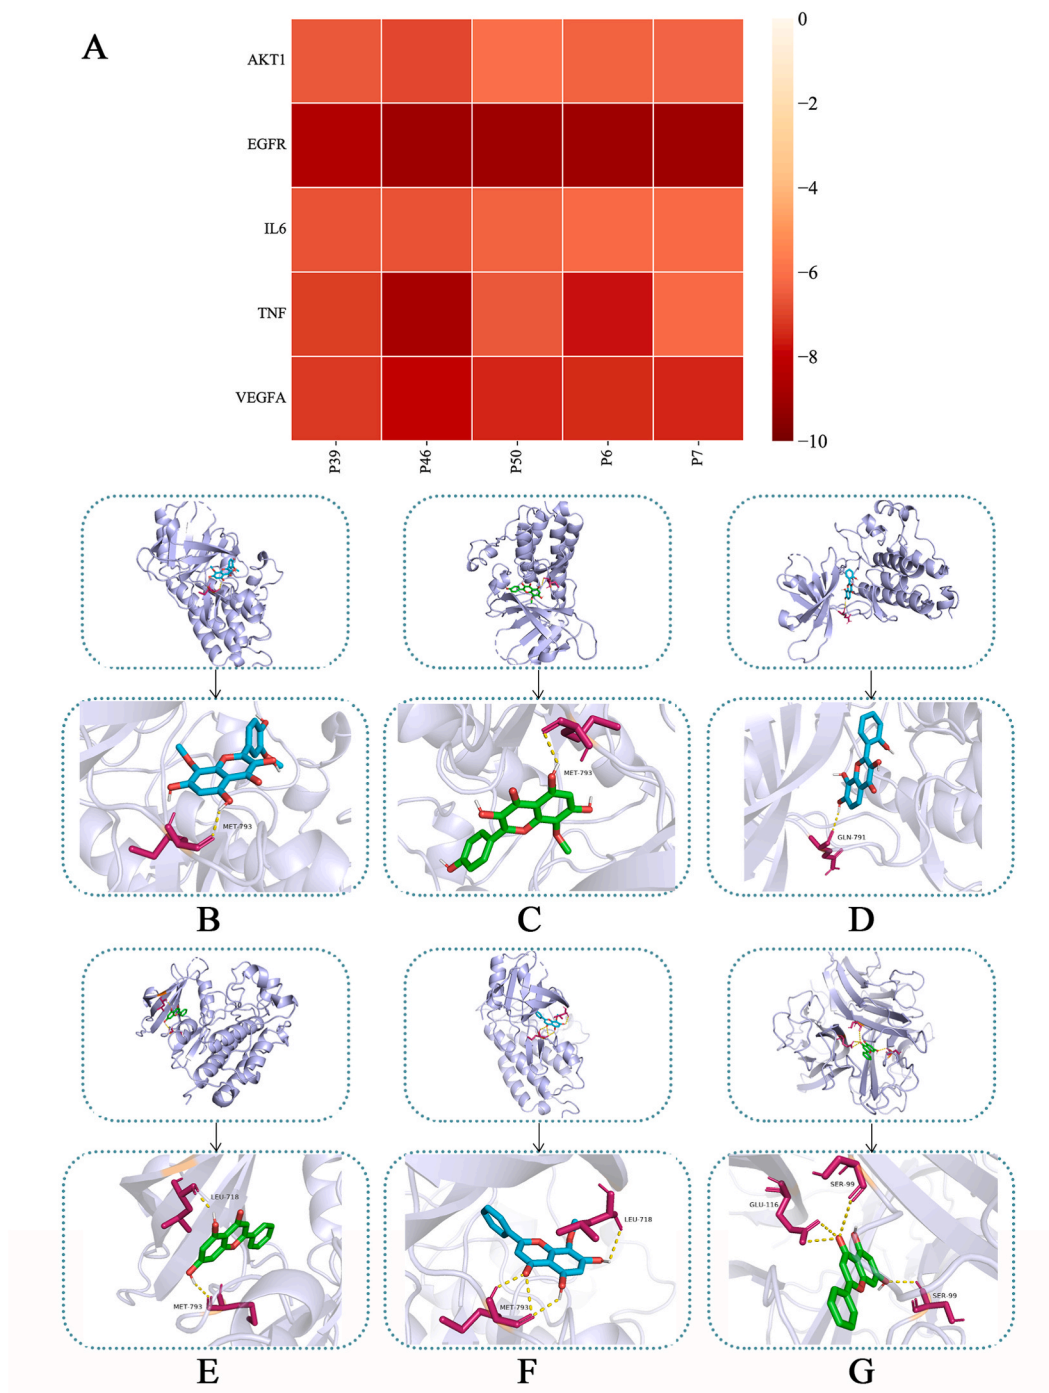 A
AKT1
EGFR
IL6
TNF
VEGFA
P39
P46
P50
P6
P7
0
−2
−4
−6
−8
−10
MET-793
MET-793
GLN-791
B
C
D
LEU-718
MET-793
LEU-718
MET-793
SER-99
GLU-116
SER-99
E
F
G